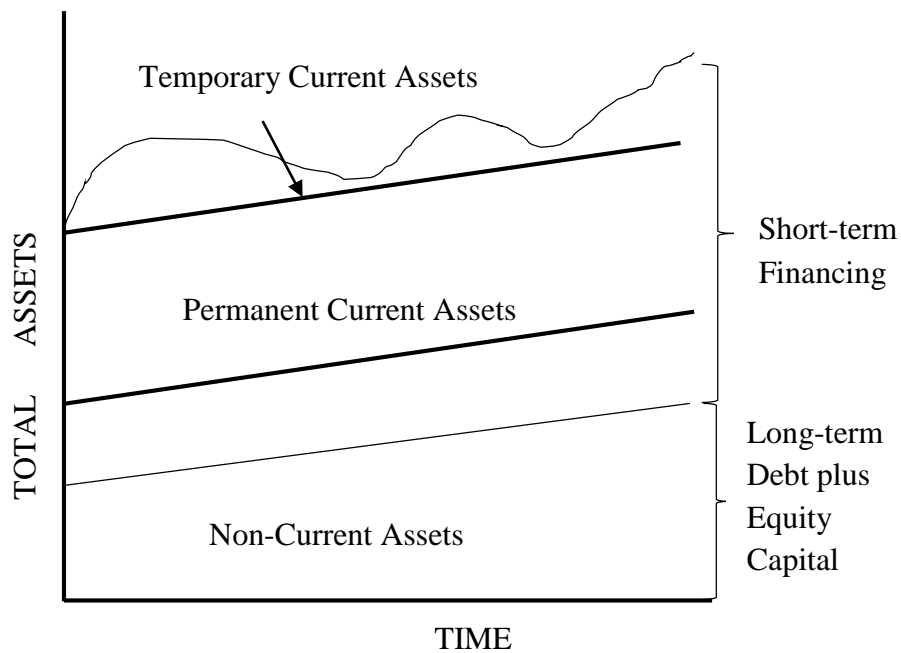 Temporary Current Assets
Short-term
Financing
Permanent Current Assets
TOTAL ASSETS
Long-term
Debt plus
Equity
Capital
Non-Current Assets
TIME